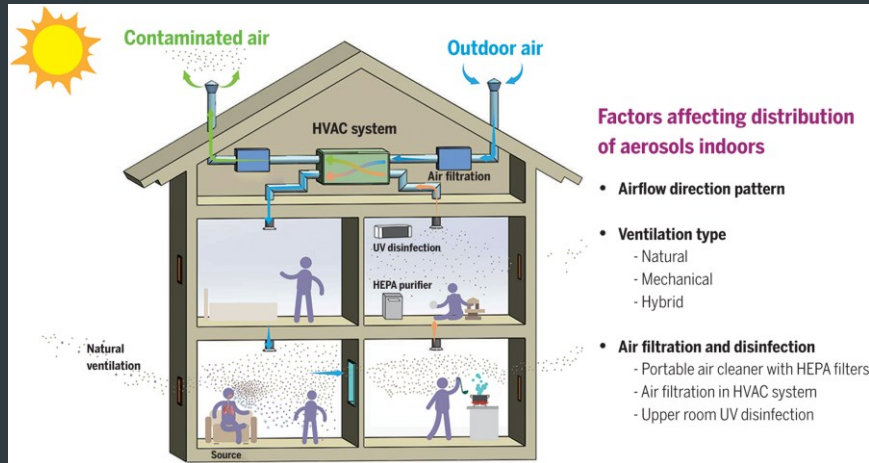 Contaminated air
Outdoor air
HVAC system
Air filtration
UV disinfection
HEPA purifier
Natural
ventilation
Source
Factors affecting distribution
of aerosols indoors
• Airflow direction pattern
• Ventilation type
- Natural
- Mechanical
- Hybrid
• Air filtration and disinfection
- Portable air cleaner with HEPA filters
- Air filtration in HVAC system
- Upper room UV disinfection